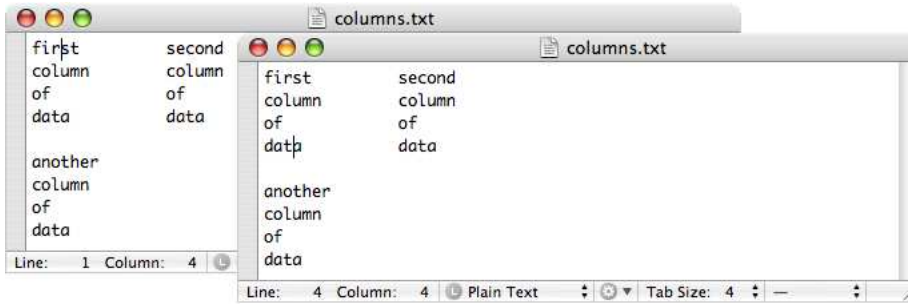 columns.txt
first second
column column
of of
data data
another
column
of
data
Line: 1 Column: 4
columns.txt
first second
column column
of of
data data
another
column
of
data
Line: 4 Column: 4 L Plain Text Tab Size: 4 —